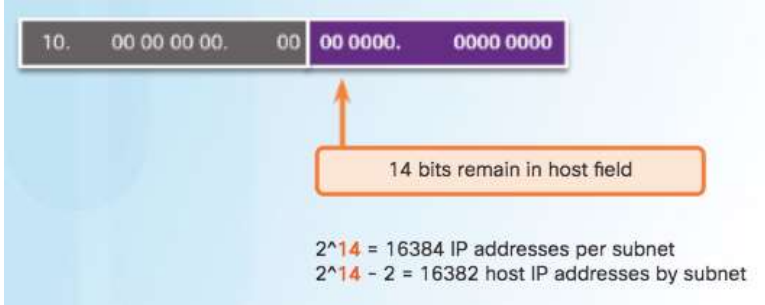 10. 00 00 00 00. 00 00 0000. 0000 0000
14 bits remain in host field
2^14 = 16384 IP addresses per subnet
2^14 - 2 = 16382 host IP addresses by subnet